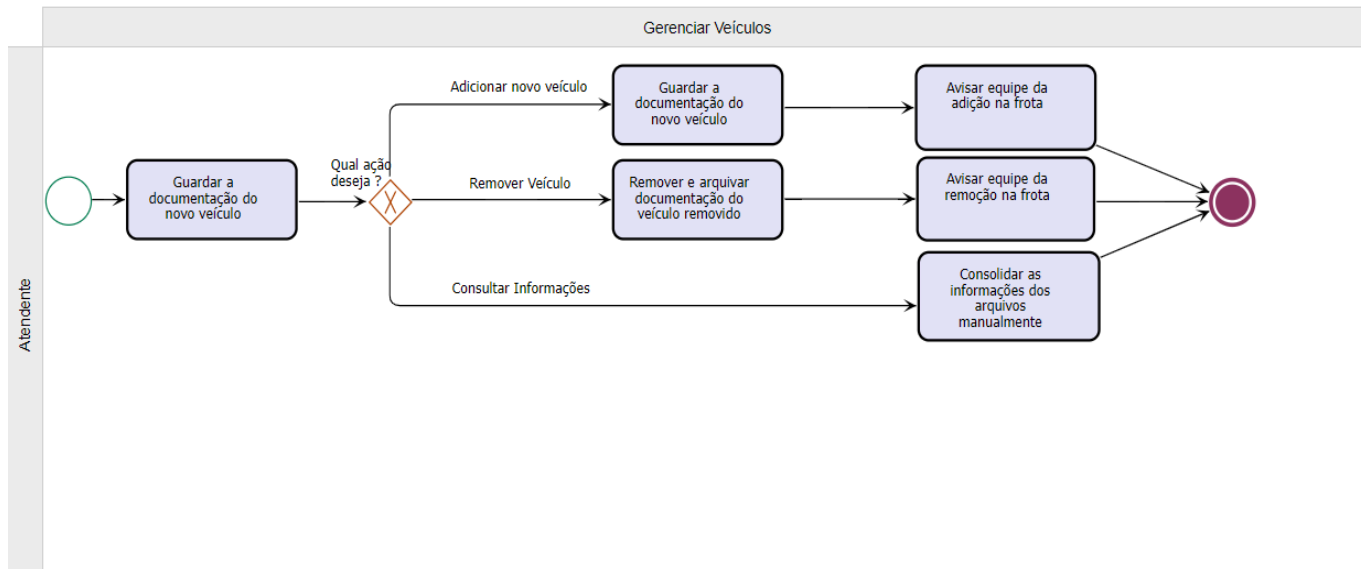 Gerenciar Veículos
Atendente
Guardar a
documentação do
novo veículo
Qual ação
deseja ?
Adicionar novo veículo
Guardar a
documentação do
novo veículo
Avisar equipe da
adição na frota
Remover Veículo
Remover e arquivar
documentação do
veículo removido
Avisar equipe da
remoção na frota
Consultar Informações
Consolidar as
informações dos
arquivos
manualmente